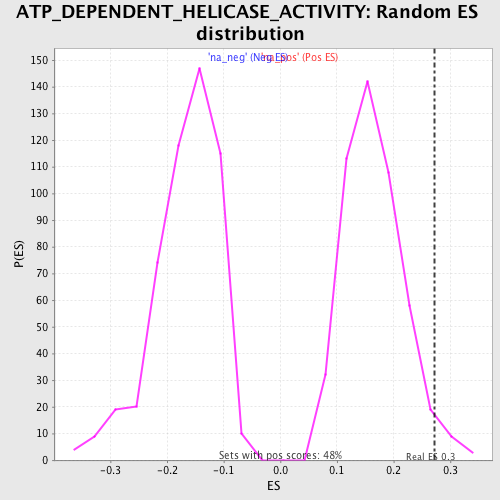 ATP_DEPENDENT_HELICASE_ACTIVITY: Random ES
distribution
'na_neg' (Neg ES) 'na_pos' (Pos ES)
150
140
130
120
110
100
90
80
70
60
50
40
30
20
10
0
P(ES)
Sets with pos scores: 48%
Real ES 0.3
-0.3 -0.2 -0.1 0.0 0.1 0.2 0.3
ES